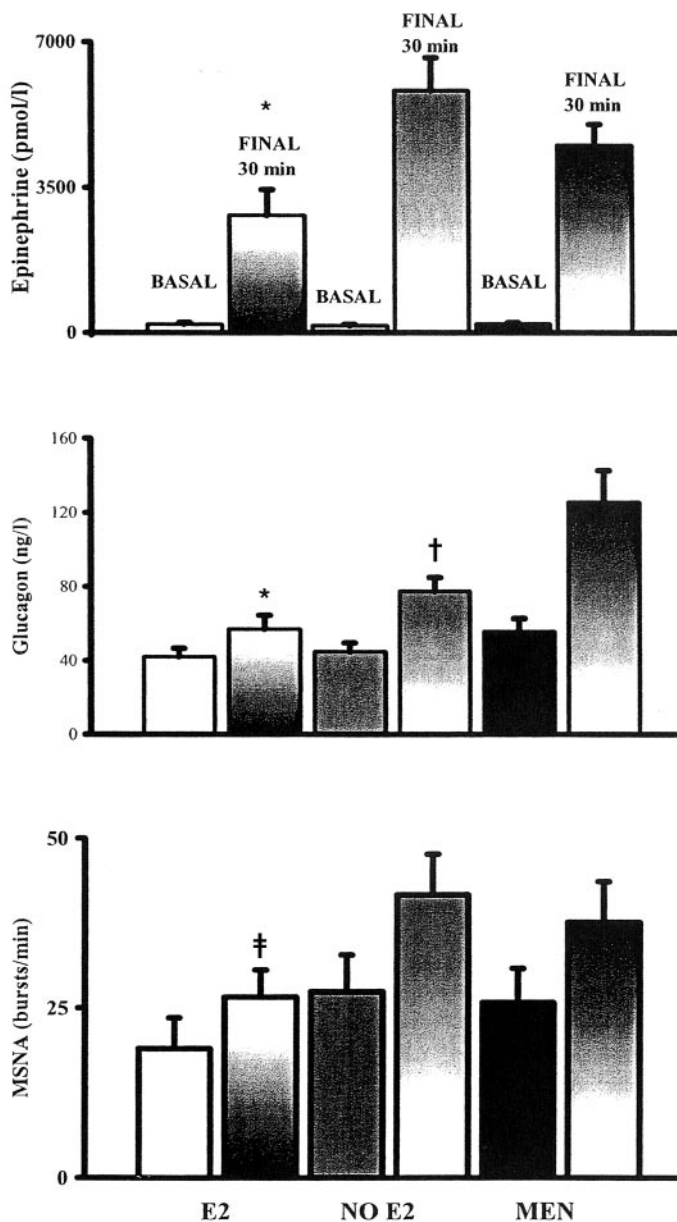 FINAL
30 min
7000
FINAL
30 min
*
FINAL
30 min
3500
BASAL
BASAL
BASAL
0
Epinephrine (pmol/l)
160
120
†
80
*
40
0
Glucagon (ng/l)
50
‡
25
0
MSNA (bursts/min)
E2 NO E2 MEN